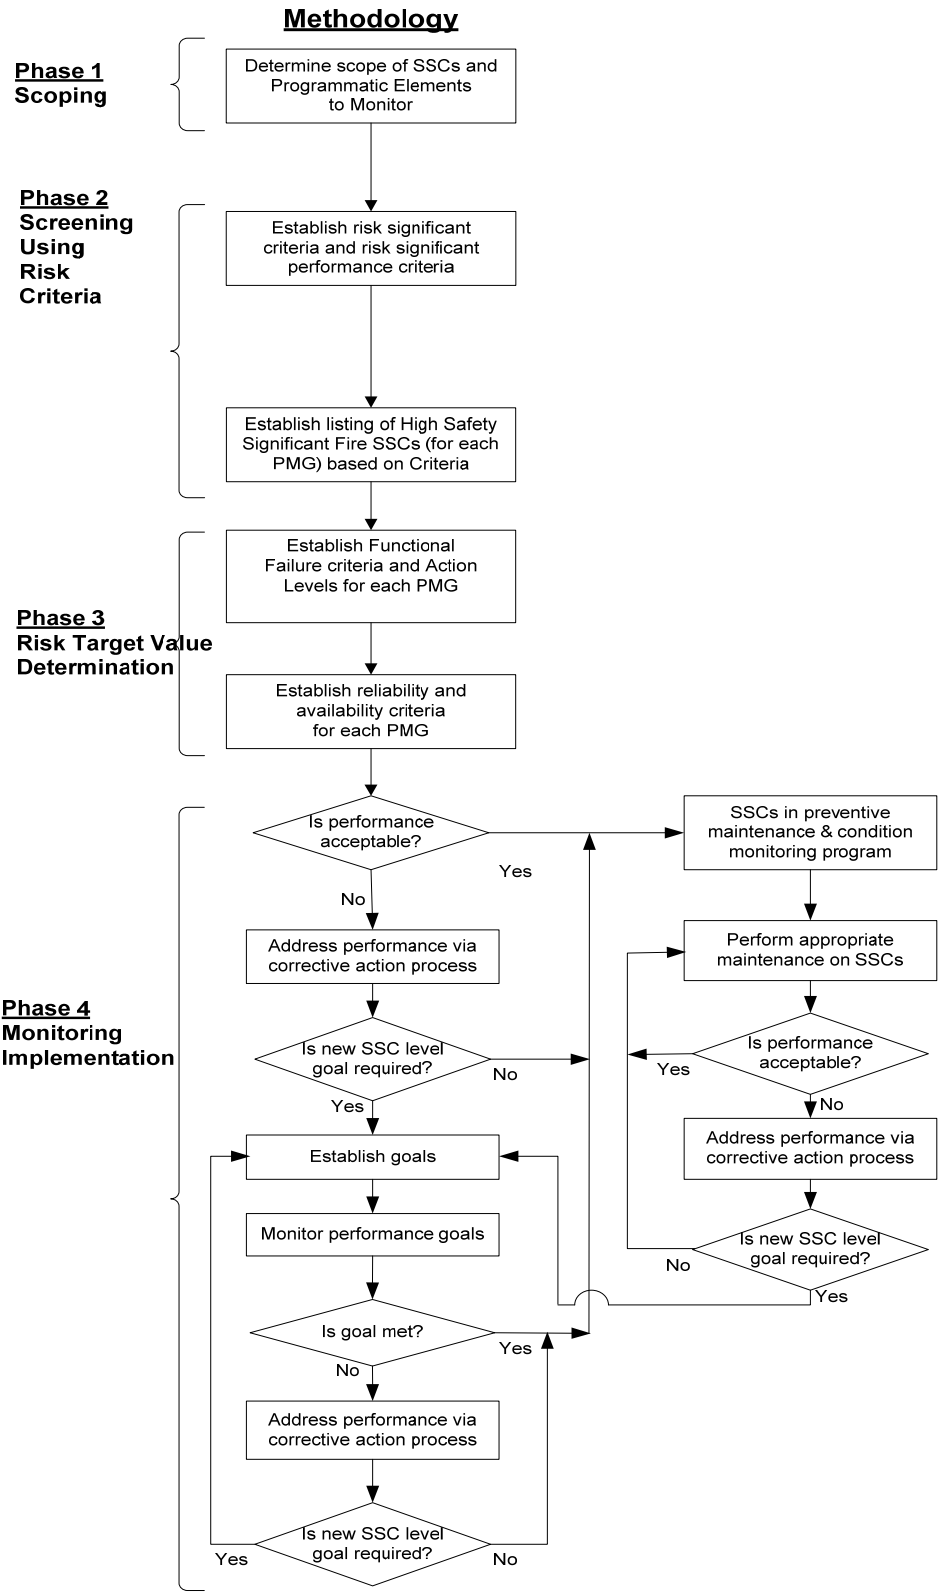 Methodology
Phase 1
Scoping
Determine scope of SSCs and
Programmatic Elements
to Monitor
Phase 2
Screening
Using
Risk
Criteria
Establish risk significant
criteria and risk significant
performance criteria
Establish listing of High Safety
Significant Fire SSCs (for each
PMG) based on Criteria
Phase 3
Risk Target Value
Determination
Establish Functional
Failure criteria and Action
Levels for each PMG
Establish reliability and
availability criteria
for each PMG
Phase 4
Monitoring
Implementation
Is performance
acceptable?
Yes
No
Address performance via
corrective action process
Is new SSC level
goal required?
No
Yes
Establish goals
Monitor performance goals
Is goal met?
Yes
No
Address performance via
corrective action process
Is new SSC level
goal required?
Yes
No
SSCs in preventive
maintenance & condition
monitoring program
Perform appropriate
maintenance on SSCs
Is performance
acceptable?
Yes
No
Address performance via
corrective action process
Is new SSC level
goal required?
No
Yes